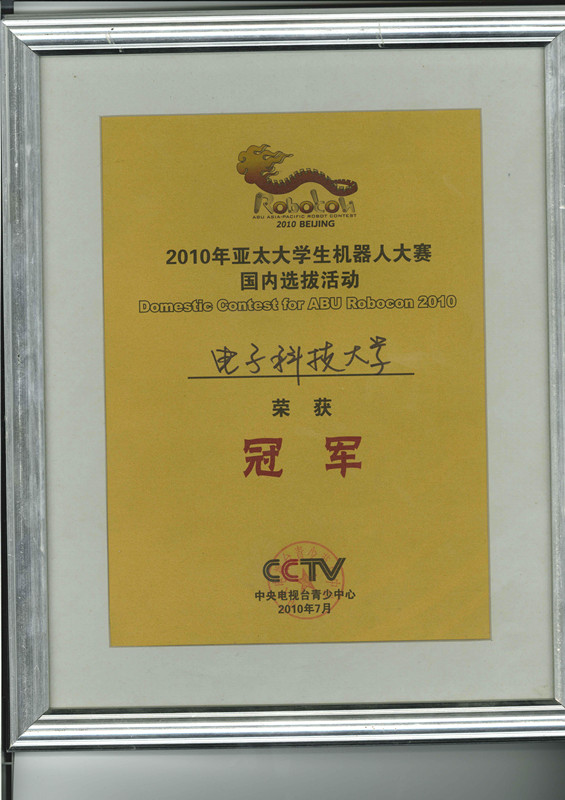 Robocon
ABU ASIA-PACIFIC ROBOT CONTEST
2010 BEIJING
2010年亚太大学生机器人大赛
国内选拔活动
Domestic Contest for ABU Robocon 2010
电子科技大学
荣 获
冠 军
CCTV
中央电视台青少中心
2010年7月